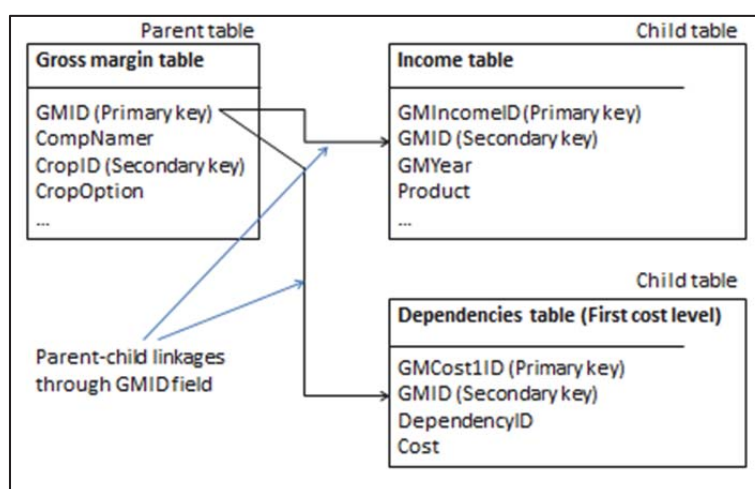 Parent table
Gross margin table
GMID (Primary key)
CompNamer
CropID (Secondary key)
CropOption
...
Child table
Income table
GMIncomeID (Primary key)
GMID (Secondary key)
GMYear
Product
...
Child table
Dependencies table (First cost level)
GMCost1ID (Primary key)
GMID (Secondary key)
DependencyID
Cost
Parent-child linkages
through GMID field